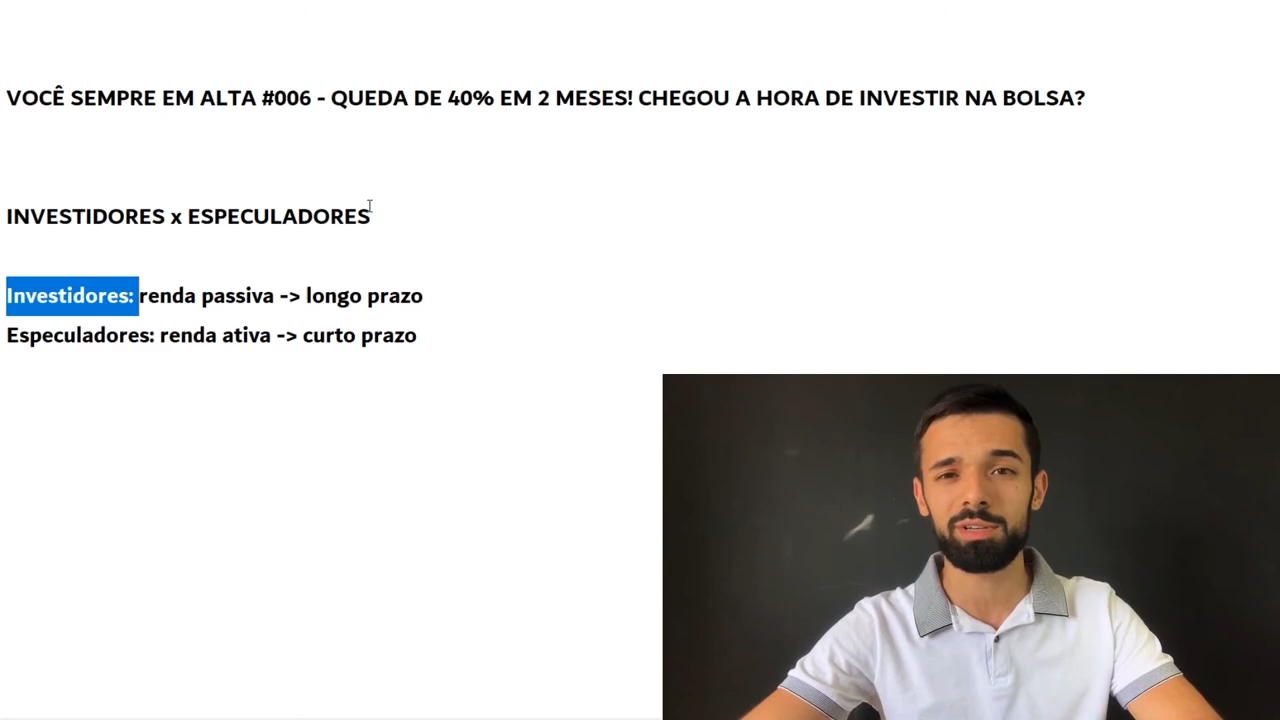 VOCÊ SEMPRE EM ALTA #006 - QUEDA DE 40% EM 2 MESES! CHEGOU A HORA DE INVESTIR NA BOLSA?
INVESTIDORES x ESPECULADORES
Investidores: renda passiva -> longo prazo
Especuladores: renda ativa -> curto prazo